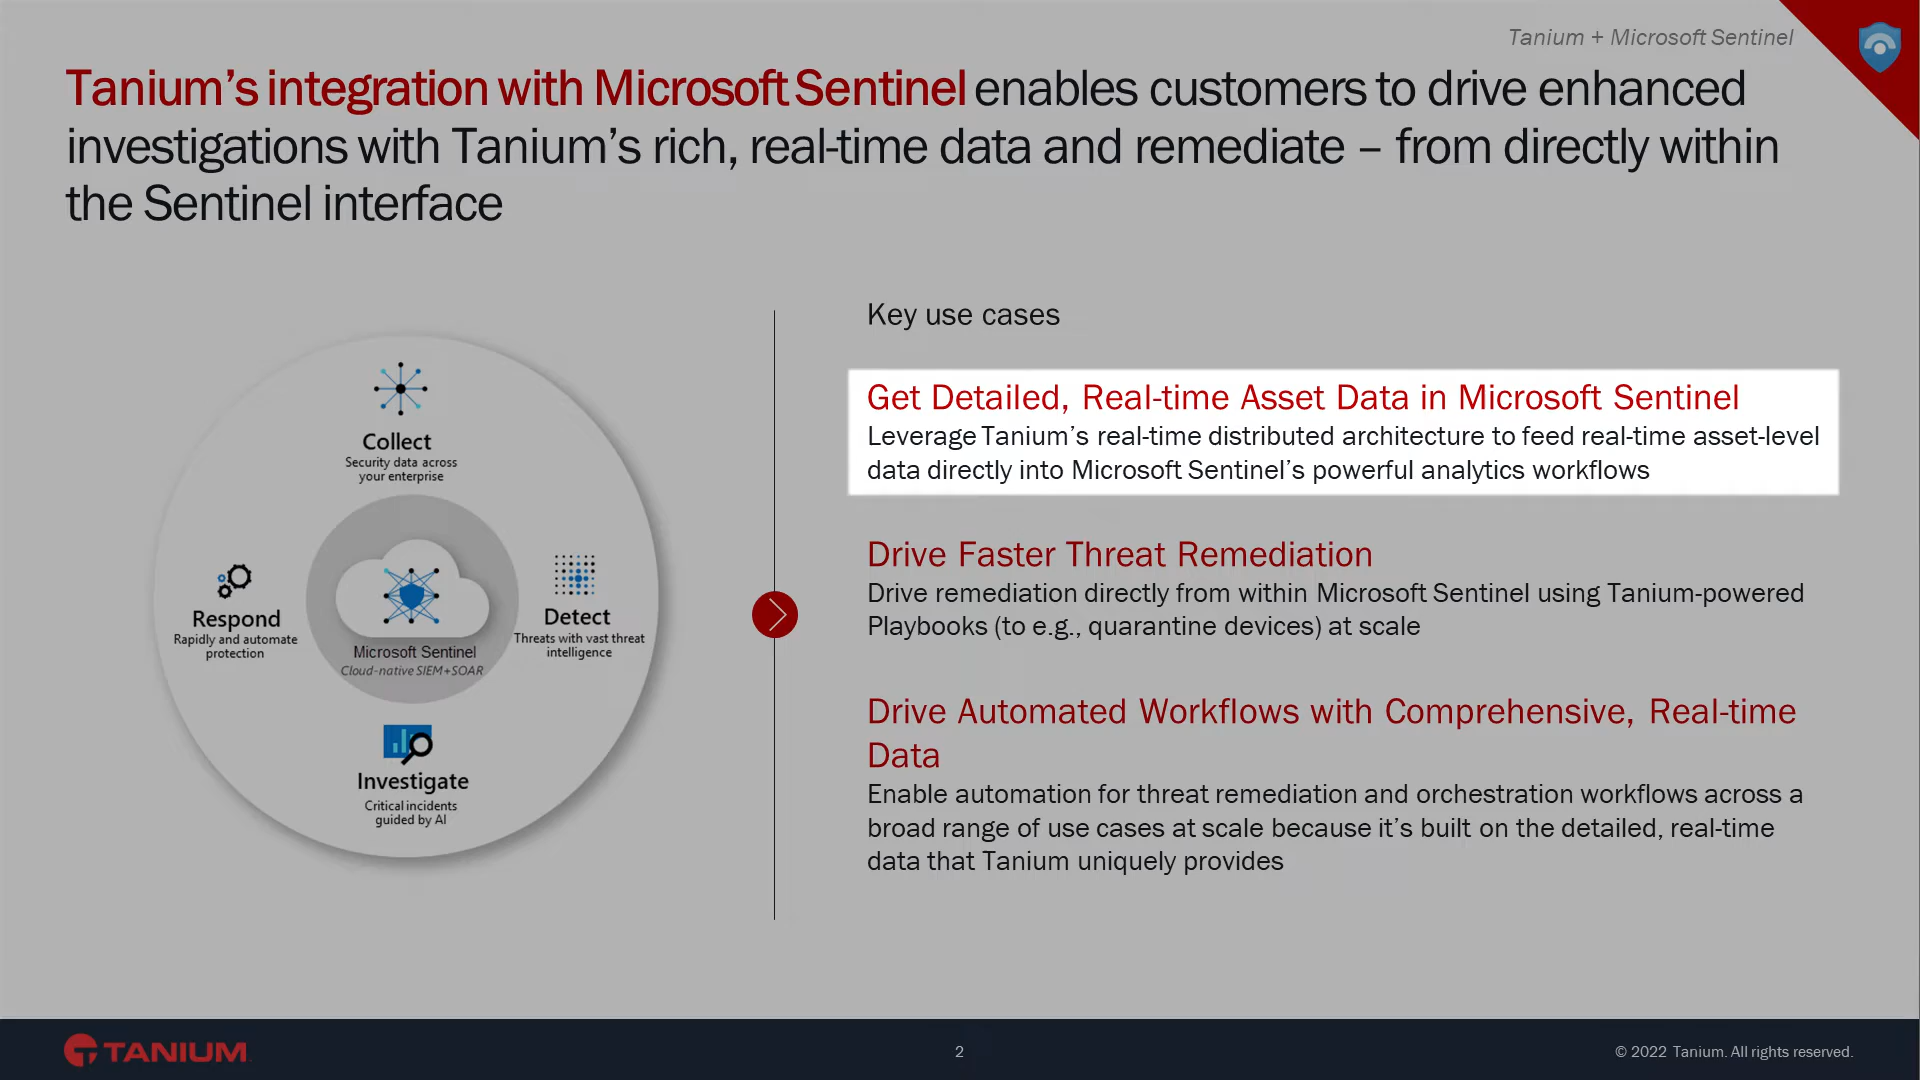 Tanium + Microsoft Sentinel
Tanium’s integration with Microsoft Sentinel enables customers to drive enhanced
investigations with Tanium’s rich, real-time data and remediate – from directly within
the Sentinel interface
Collect
Security data across
your enterprise
Respond
Rapidly and automate
protection
Microsoft Sentinel
Cloud-native SIEM+SOAR
Detect
Threats with vast threat
intelligence
Investigate
Critical incidents
guided by AI
Key use cases
Get Detailed, Real-time Asset Data in Microsoft Sentinel
Leverage Tanium’s real-time distributed architecture to feed real-time asset-level
data directly into Microsoft Sentinel’s powerful analytics workflows
Drive Faster Threat Remediation
Drive remediation directly from within Microsoft Sentinel using Tanium-powered
Playbooks (to e.g., quarantine devices) at scale
Drive Automated Workflows with Comprehensive, Real-time
Data
Enable automation for threat remediation and orchestration workflows across a
broad range of use cases at scale because it’s built on the detailed, real-time
data that Tanium uniquely provides
TANIUM
2
© 2022 Tanium. All rights reserved.